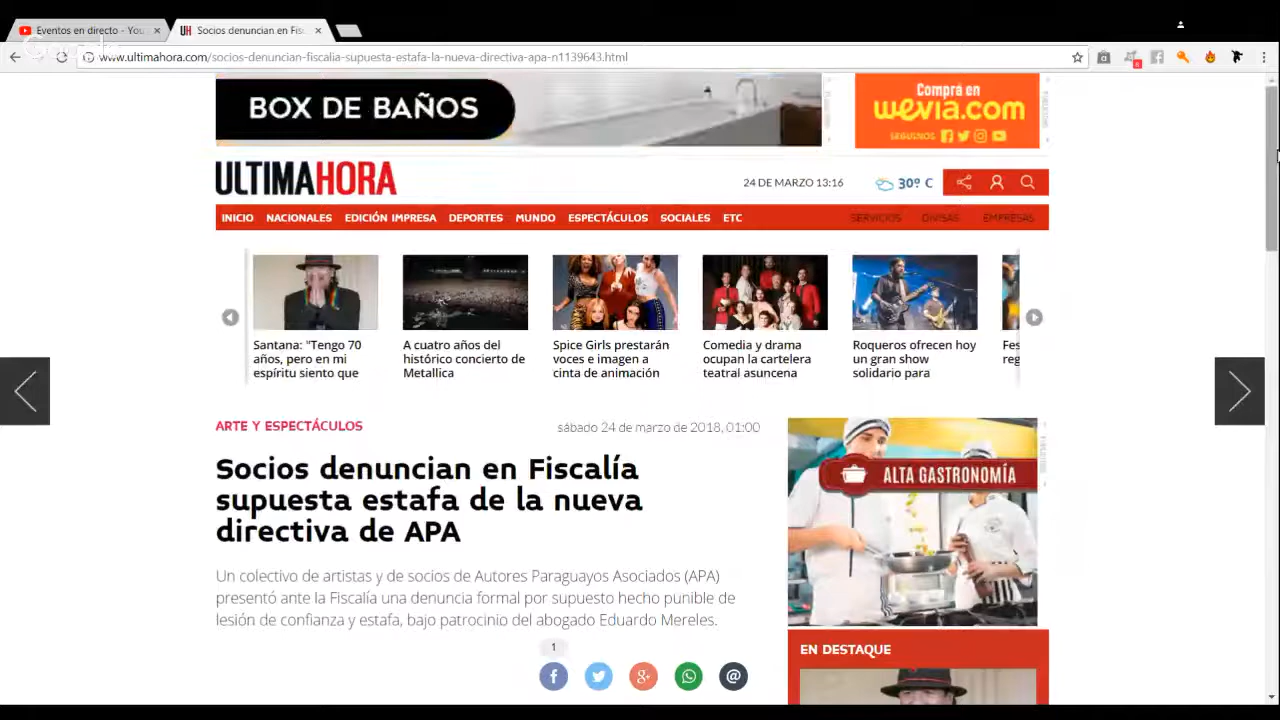 Eventos en directo - You
Socios denuncian en Fis
www.ultimahora.com/socios-denuncian-fiscalia-supuesta-estafa-la-nueva-directiva-apa-n1139643.html
BOX DE BAÑOS
Comprá en
wevia.com
SEGUINOS
ULTIMAHORA
24 DE MARZO 13:16
30º C
INICIO NACIONALES EDICIÓN IMPRESA DEPORTES MUNDO ESPECTÁCULOS SOCIALES ETC SERVICIOS DIVISAS EMPRESAS
Santana: "Tengo 70
años, pero en mi
espíritu siento que
A cuatro años del
histórico concierto de
Metallica
Spice Girls prestarán
voces e imagen a
cinta de animación
Comedia y drama
ocupan la cartelera
teatral asuncena
Roqueros ofrecen hoy
un gran show
solidario para
Fes
reg
ARTE Y ESPECTÁCULOS
sábado 24 de marzo de 2018, 01:00
Socios denuncian en Fiscalía
supuesta estafa de la nueva
directiva de APA
Un colectivo de artistas y de socios de Autores Paraguayos Asociados (APA)
presentó ante la Fiscalía una denuncia formal por supuesto hecho punible de
lesión de confianza y estafa, bajo patrocinio del abogado Eduardo Mereles.
1
ALTA GASTRONOMÍA
EN DESTAQUE